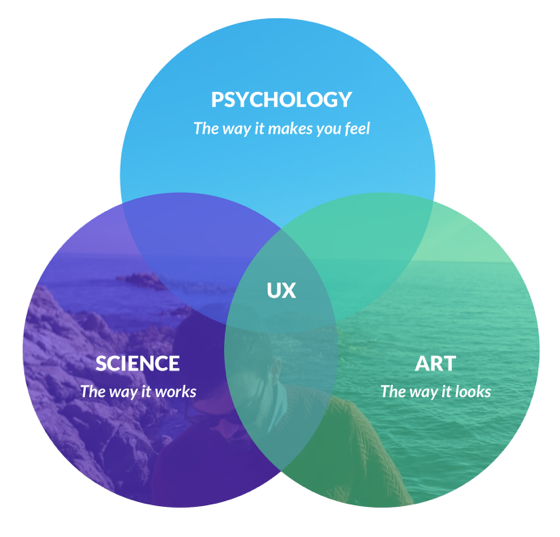 PSYCHOLOGY
The way it makes you feel
UX
SCIENCE
The way it works
ART
The way it looks